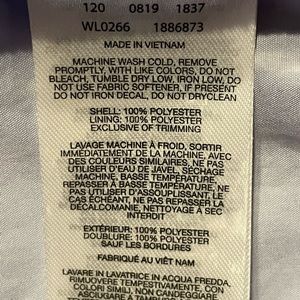 120 0819 1837
WL0266 1886873
MADE IN VIETNAM
MACHINE WASH COLD, REMOVE
PROMPTLY, WITH LIKE COLORS, DO NOT
BLEACH, TUMBLE DRY LOW, IRON LOW, DO
NOT USE FABRIC SOFTENER, IF PRESENT
DO NOT IRON DECAL, DO NOT DRYCLEAN
SHELL: 100% POLYESTER
LINING: 100% POLYESTER
EXCLUSIVE OF TRIMMING
LAVAGE MACHINE À FROID, SORTIR
IMMÉDIATEMENT DE LA MACHINE, AVEC
DES COULEURS SIMILAIRES, NE PAS
UTILISER D'EAU DE JAVEL, SÉCHAGE
MACHINE, BASSE TEMPÉRATURE,
REPASSER À BASSE TEMPÉRATURE, NE
PAS UTILISER D'ASSOUPLISSANT, LE
CAS ÉCHÉANT, NE PAS REPASSER LA
DÉCALCOMANIE, NETTOYAGE À SEC
INTERDIT
EXTÉRIEUR: 100% POLYESTER
DOUBLURE: 100% POLYESTER
SAUF LES BORDURES
FABRIQUÉ AU VIÊT NAM
LAVARE IN LAVATRICE IN ACQUA FREDDA,
RIMUOVERE TEMPESTIVAMENTE, CON
COLORI SIMILI, NON CANDEGGIARE